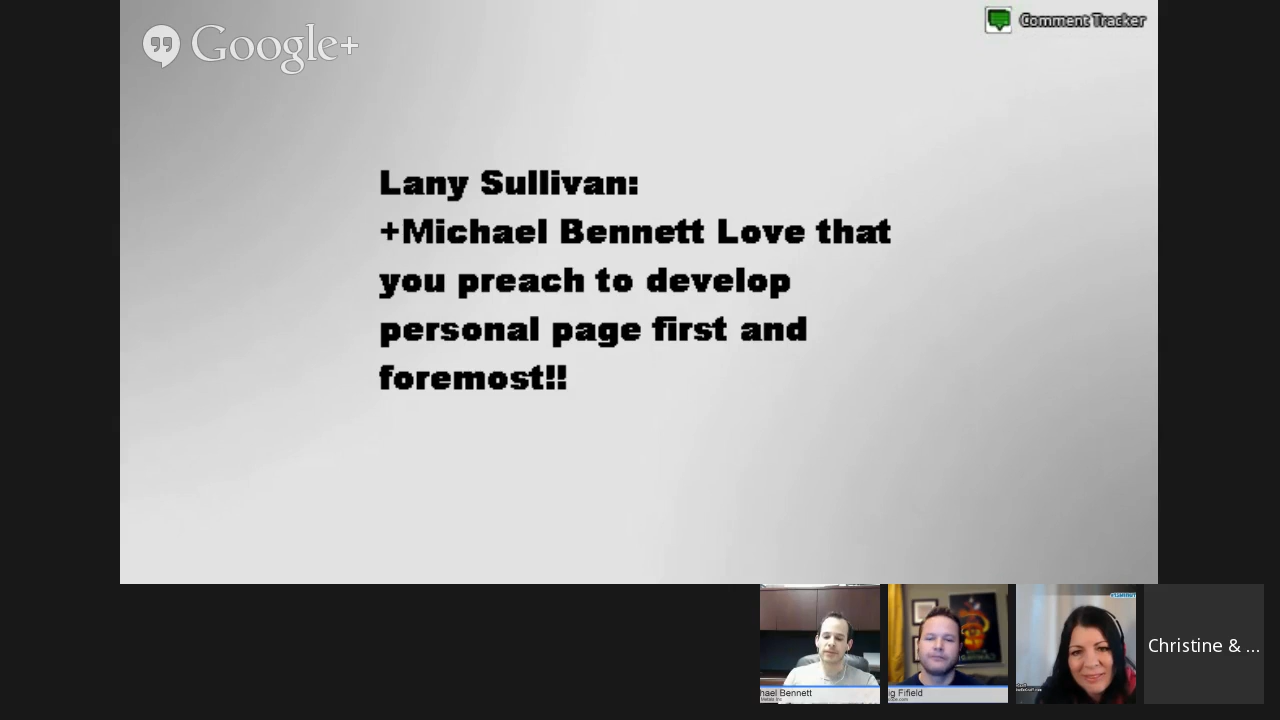 Google+
Comment Tracker
Lany Sullivan:
+Michael Bennett Love that
you preach to develop
personal page first and
foremost!!
hael Bennett
ig Fifield
Christine & ...